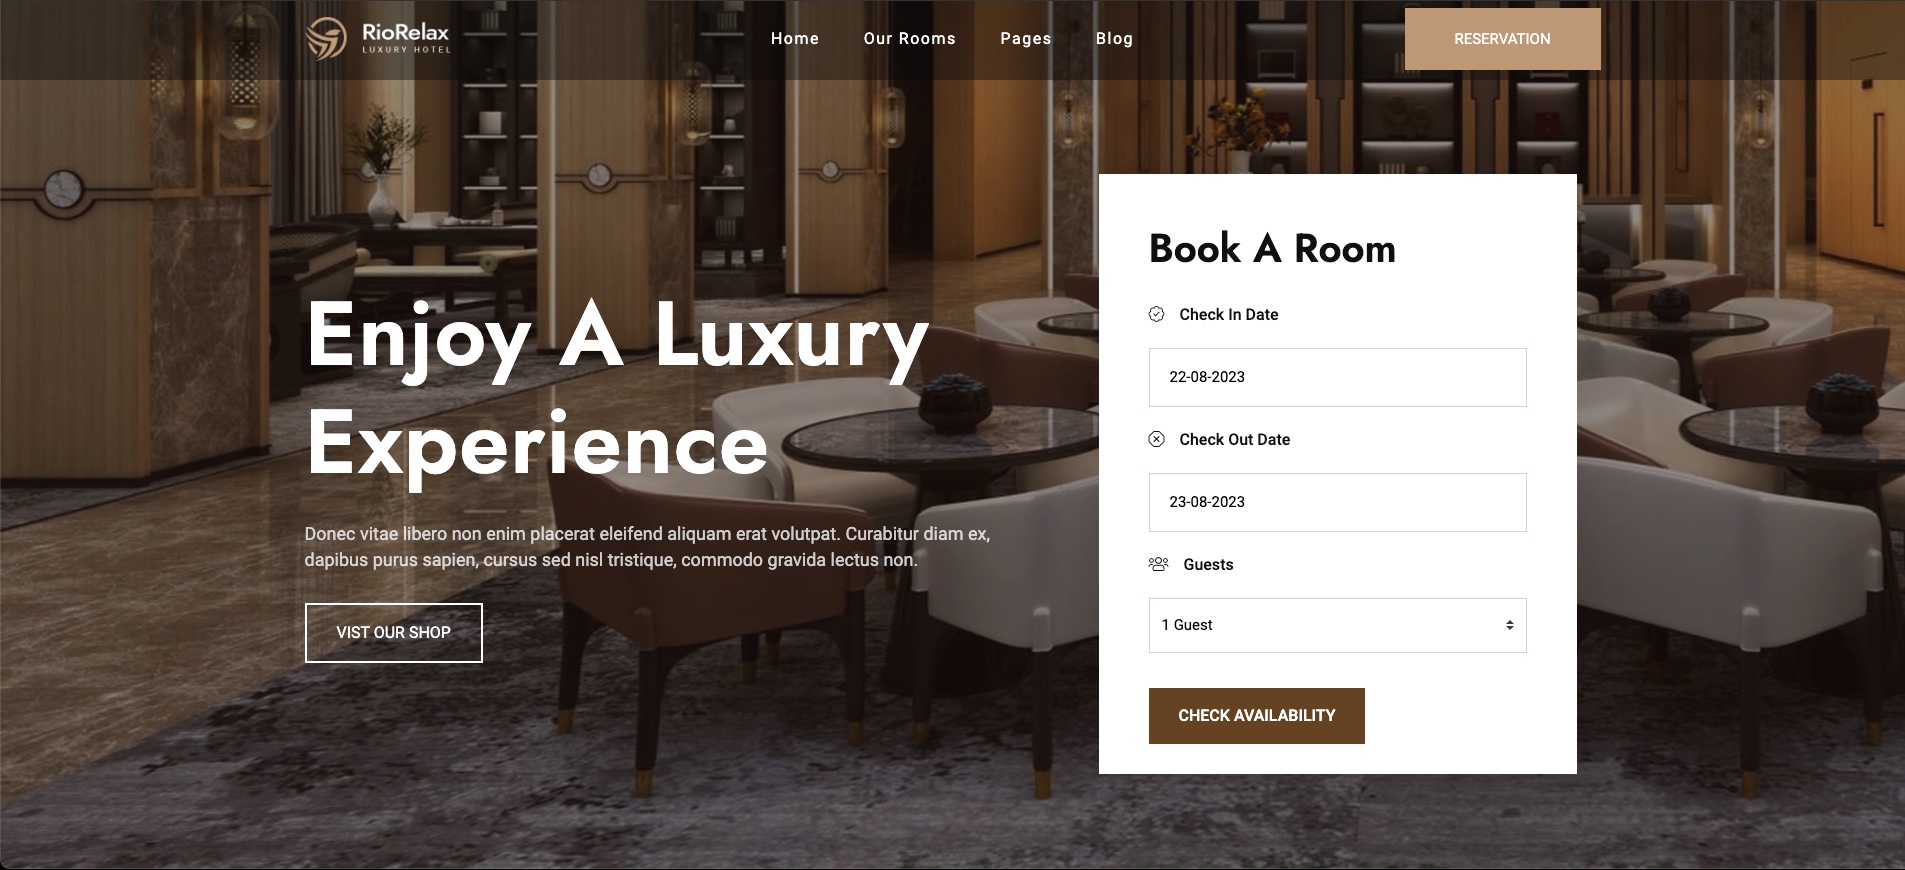 RioRelax
LUXURY HOTEL
Home
Our Rooms
Pages
Blog
RESERVATION
Enjoy A Luxury
Experience
Donec vitae libero non enim placerat eleifend aliquam erat volutpat. Curabitur diam ex,
dapibus purus sapien, cursus sed nisl tristique, commodo gravida lectus non.
VIST OUR SHOP
Book A Room
Check In Date
22-08-2023
Check Out Date
23-08-2023
Guests
1 Guest
CHECK AVAILABILITY